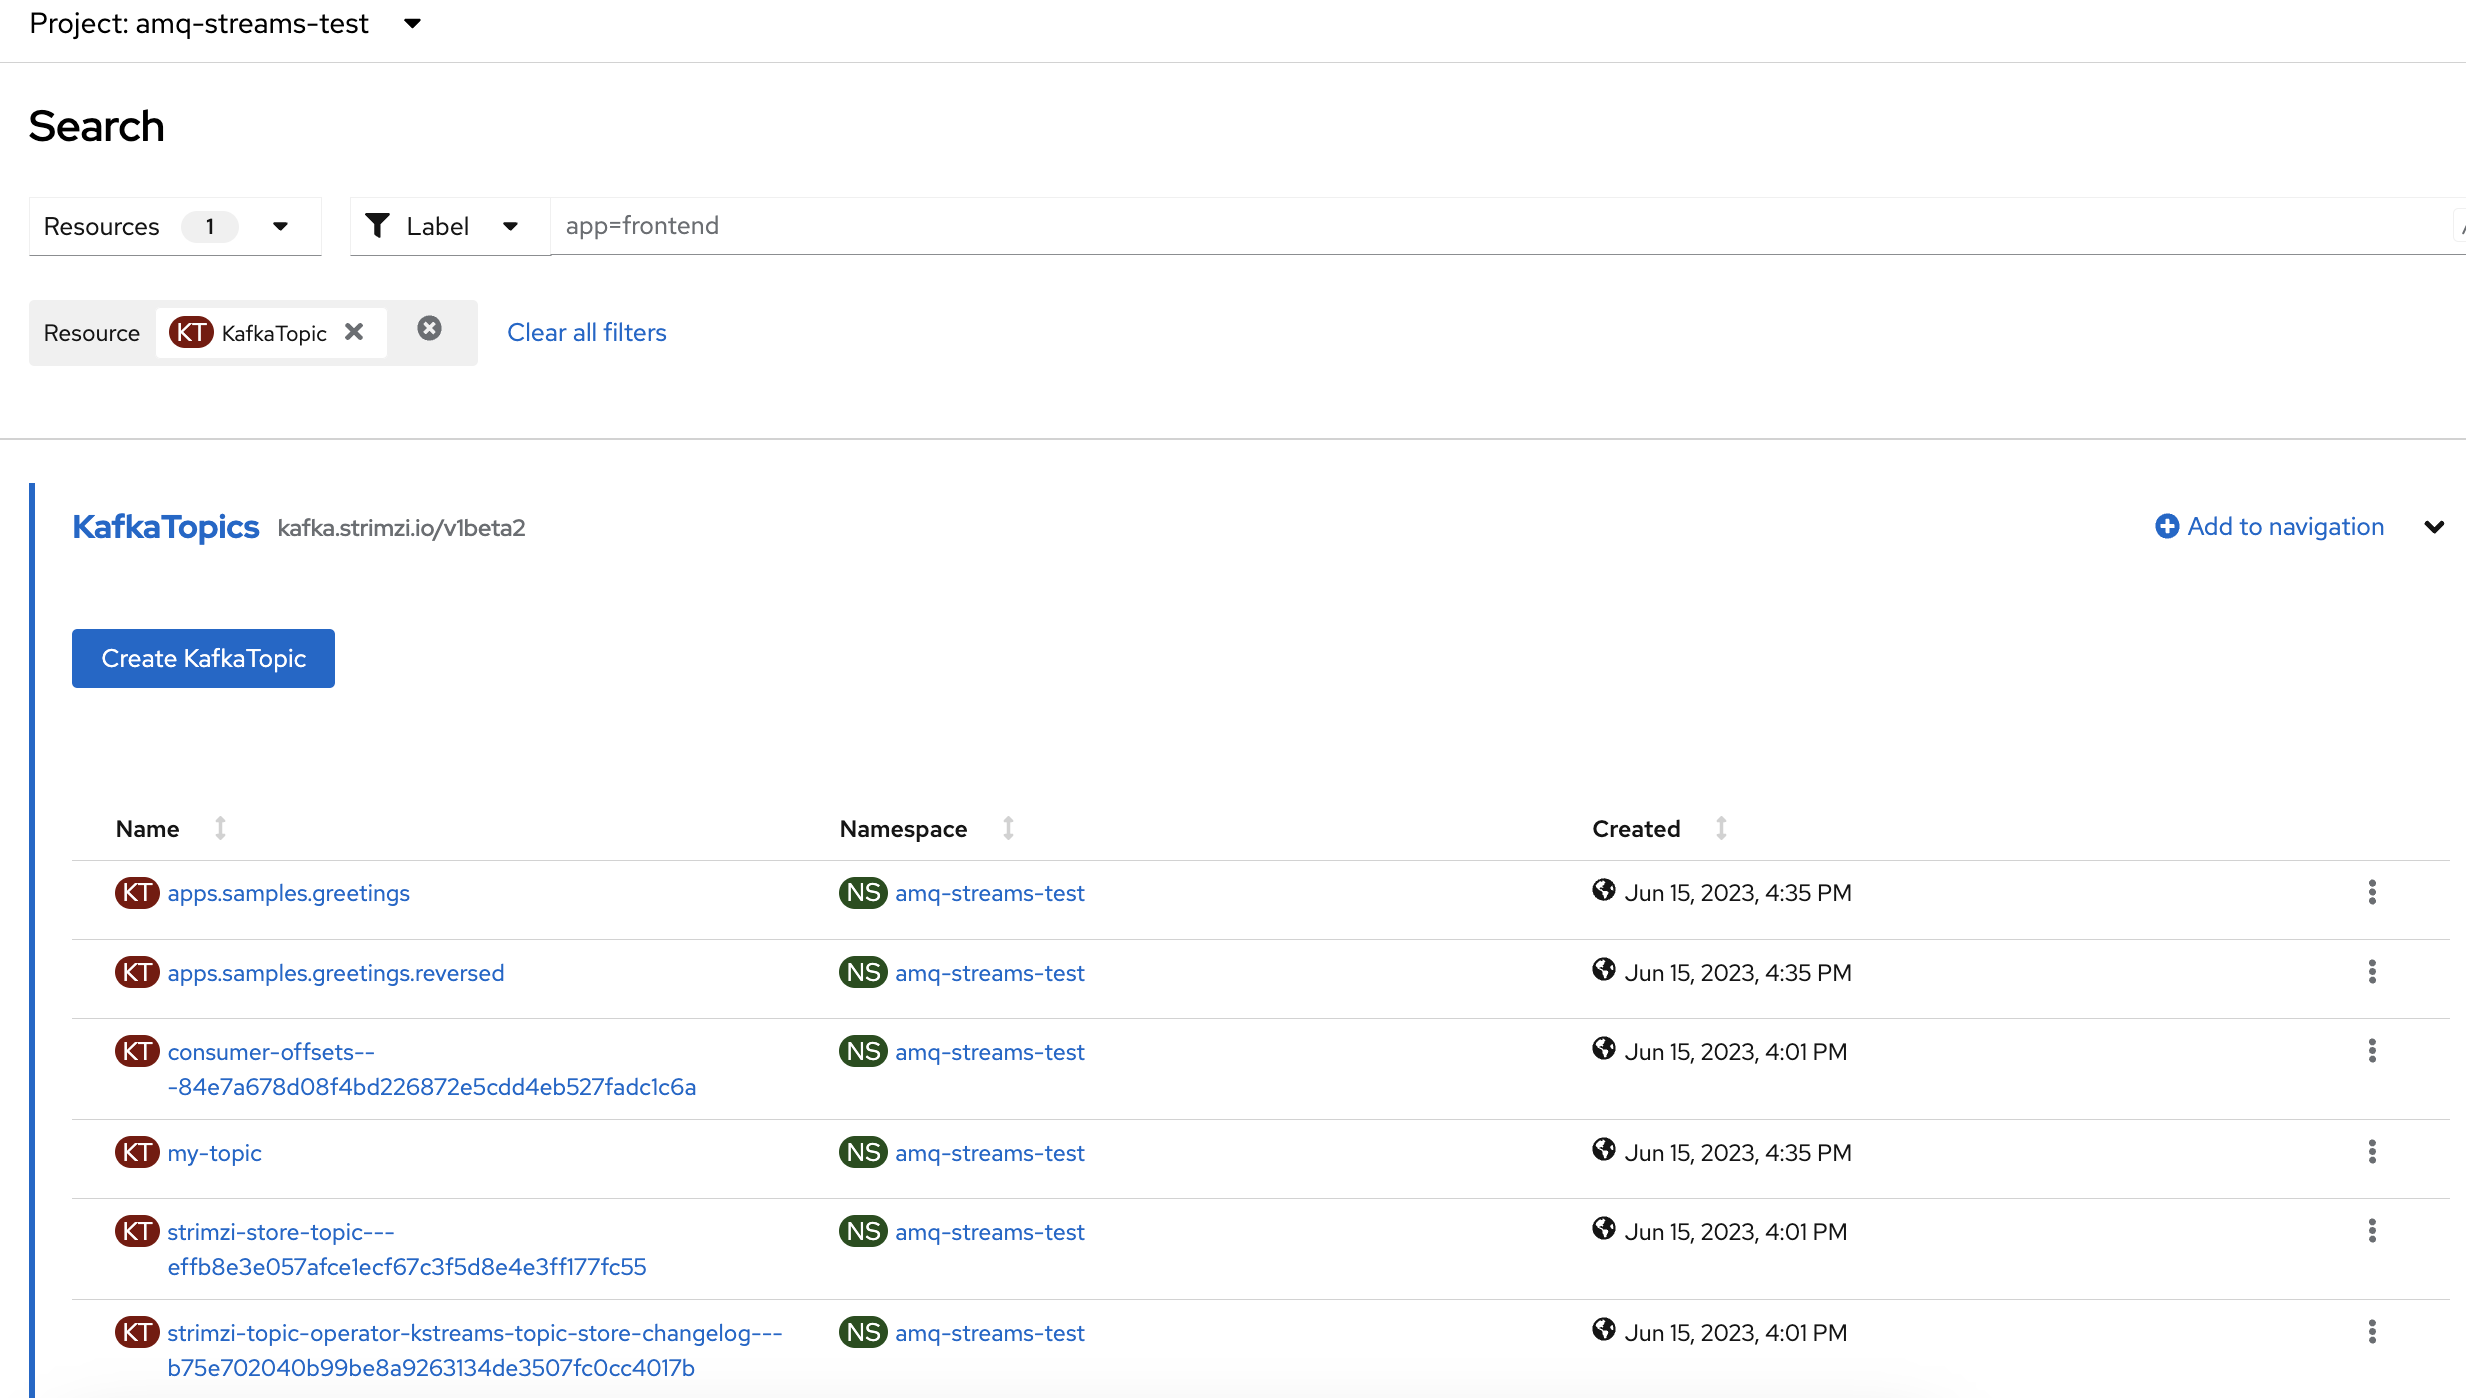 Project: amq-streams-test
Search
Resources 1 Label app=frontend
Resource KT KafkaTopic Clear all filters
KafkaTopics kafka.strimzi.io/v1beta2 Add to navigation
Create KafkaTopic
Name Namespace Created
KT apps.samples.greetings NS amq-streams-test Jun 15, 2023, 4:35 PM
KT apps.samples.greetings.reversed NS amq-streams-test Jun 15, 2023, 4:35 PM
KT consumer-offsets-- NS amq-streams-test Jun 15, 2023, 4:01 PM
-84e7a678d08f4bd226872e5cdd4eb527fadc1c6a
KT my-topic NS amq-streams-test Jun 15, 2023, 4:35 PM
KT strimzi-store-topic--- NS amq-streams-test Jun 15, 2023, 4:01 PM
effb8e3e057afce1ecf67c3f5d8e4e3ff177fc55
KT strimzi-topic-operator-kstreams-topic-store-changelog--- NS amq-streams-test Jun 15, 2023, 4:01 PM
b75e702040b99be8a9263134de3507fc0cc4017b